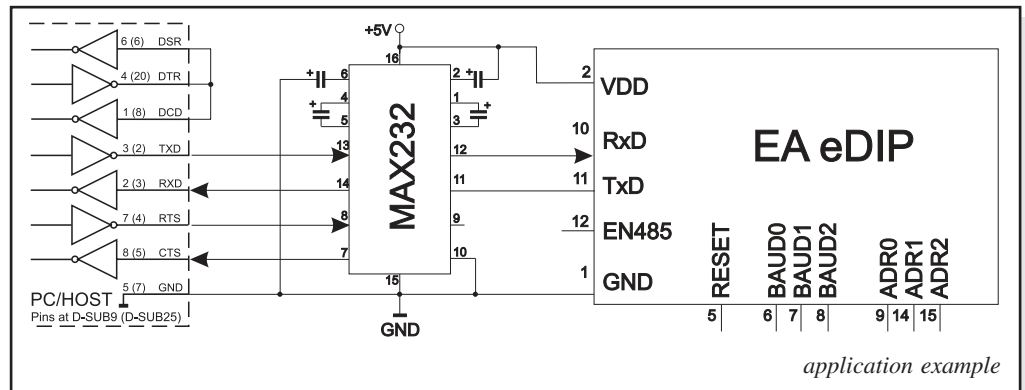 +5V
6 (6) DSR
4 (20) DTR
1 (8) DCD
3 (2) TXD
2 (3) RXD
7 (4) RTS
8 (5) CTS
5 (7) GND
PC/HOST
Pins at D-SUB9 (D-SUB25)
16
6
4
5
13
14
8
7
15
2
1
3
12
11
9
10
MAX232
GND
2 VDD
10 RxD
11 TxD
12 EN485
1 GND
EA eDIP
RESET
BAUD0
BAUD1
BAUD2
ADR0
ADR1
ADR2
5
6
7
8
9
14
15
+
+
+
+
application example